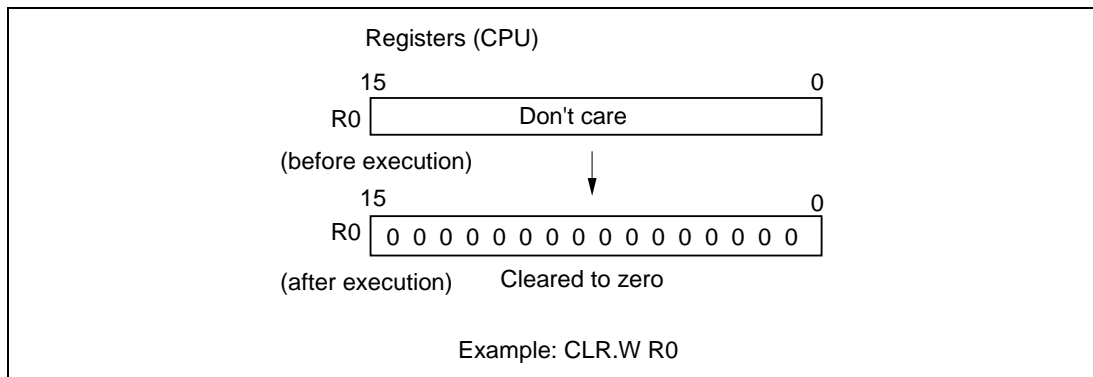 Registers (CPU)
15 0
R0 Don't care
(before execution)
15 0
R0 0 0 0 0 0 0 0 0 0 0 0 0 0 0 0 0
(after execution) Cleared to zero
Example: CLR.W R0